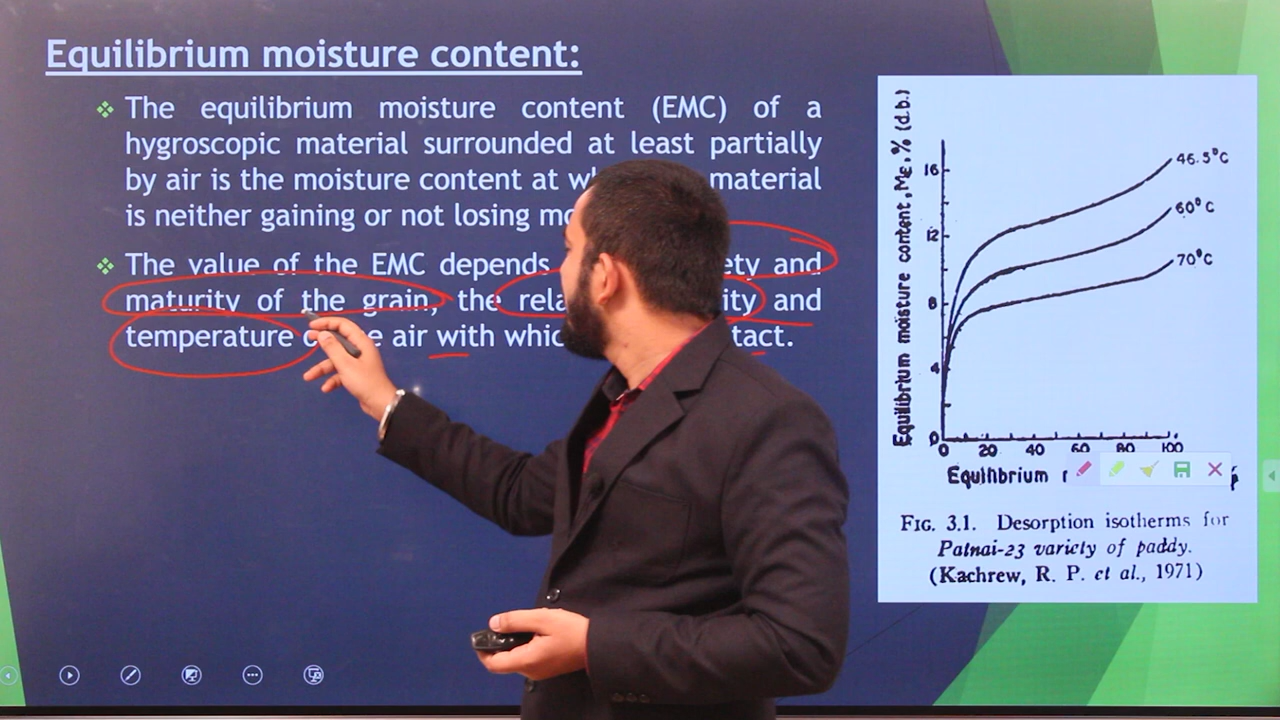 Equilibrium moisture content:
❖ The equilibrium moisture content (EMC) of a
hygroscopic material surrounded at least partially
by air is the moisture content at material
is neither gaining or not losing
❖ The value of the EMC depends and
maturity of the grain, the and
temperature air with
Equilibrium moisture content, Mₑ, % (d.b.)
16
12
8
4
0
46.5°C
60°C
70°C
0 20 40 60 80 100
Equilibrium
FIG. 3.1. Desorption isotherms for
Patnai-23 variety of paddy.
(Kachrew, R. P. et al., 1971)